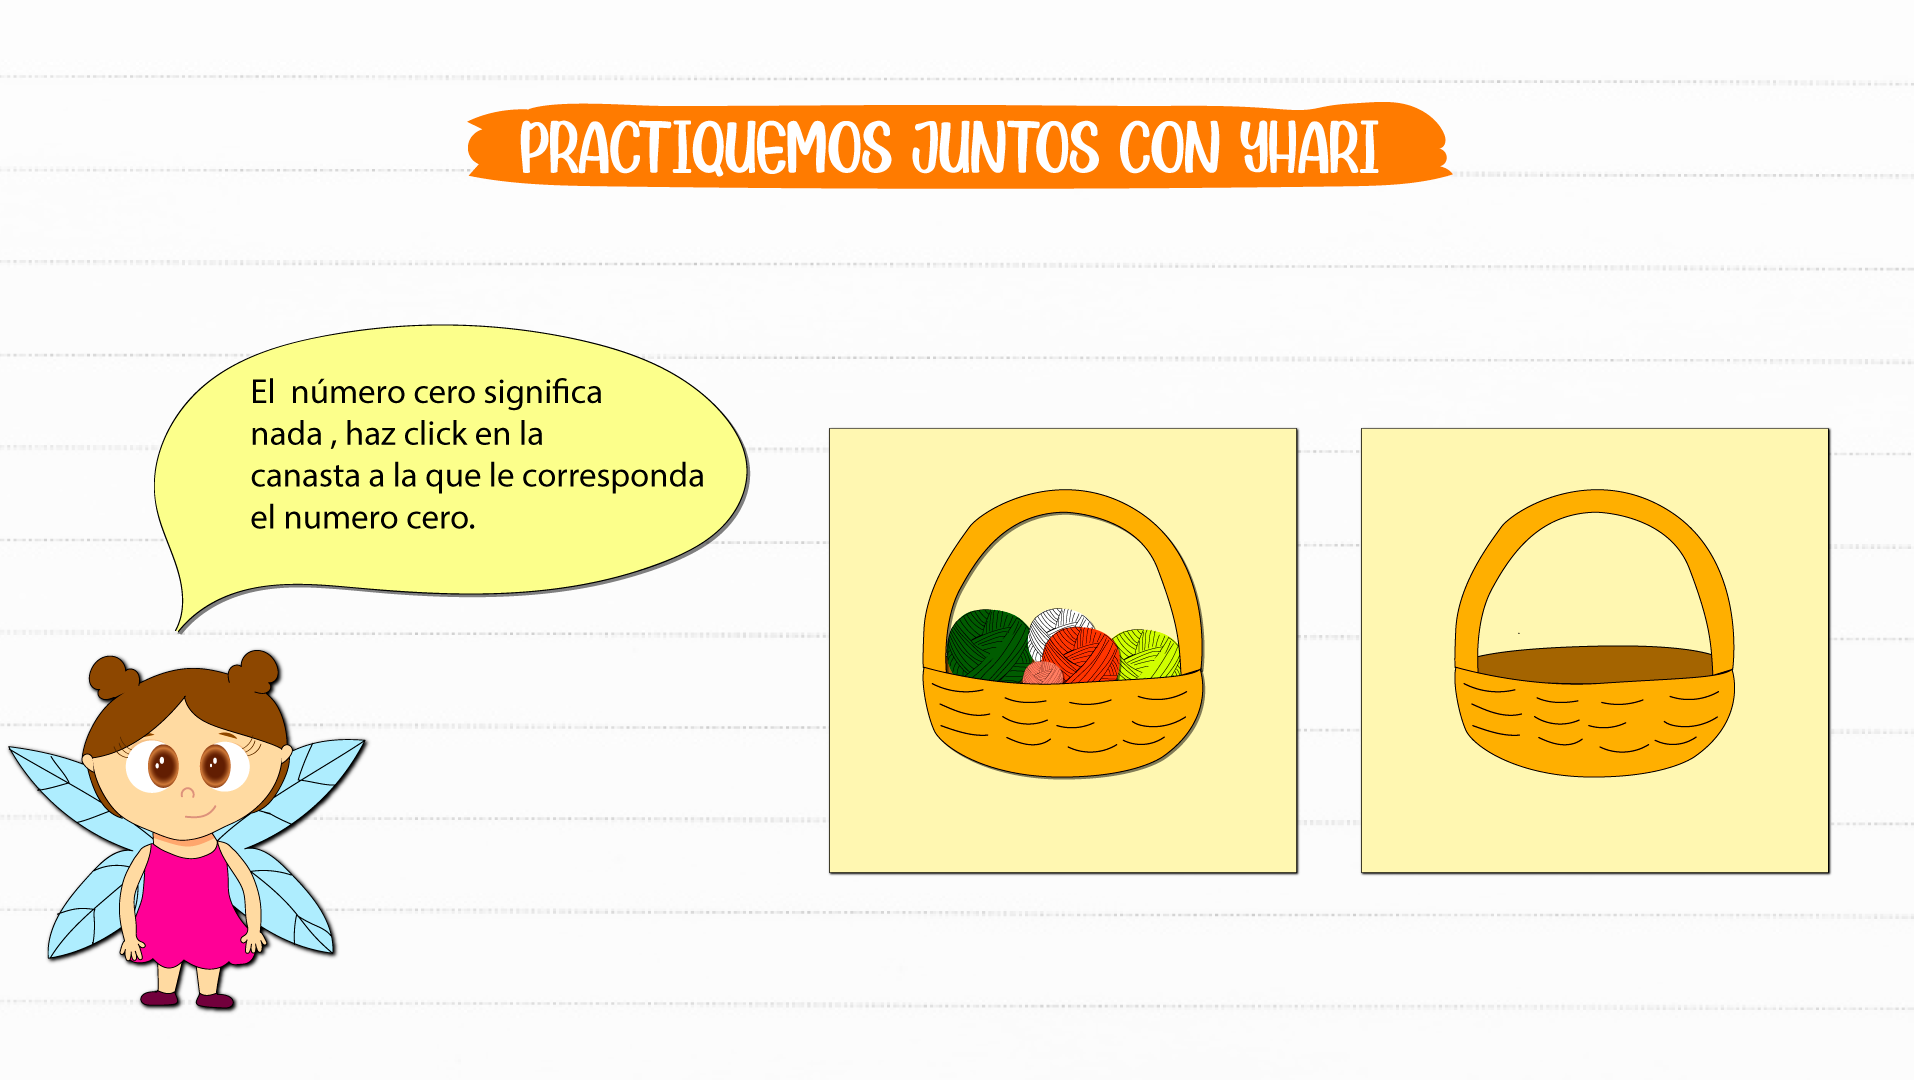 PRACTIQUEMOS JUNTOS CON YHARI
El  número cero significa
nada , haz click en la
canasta a la que le corresponda
el numero cero.